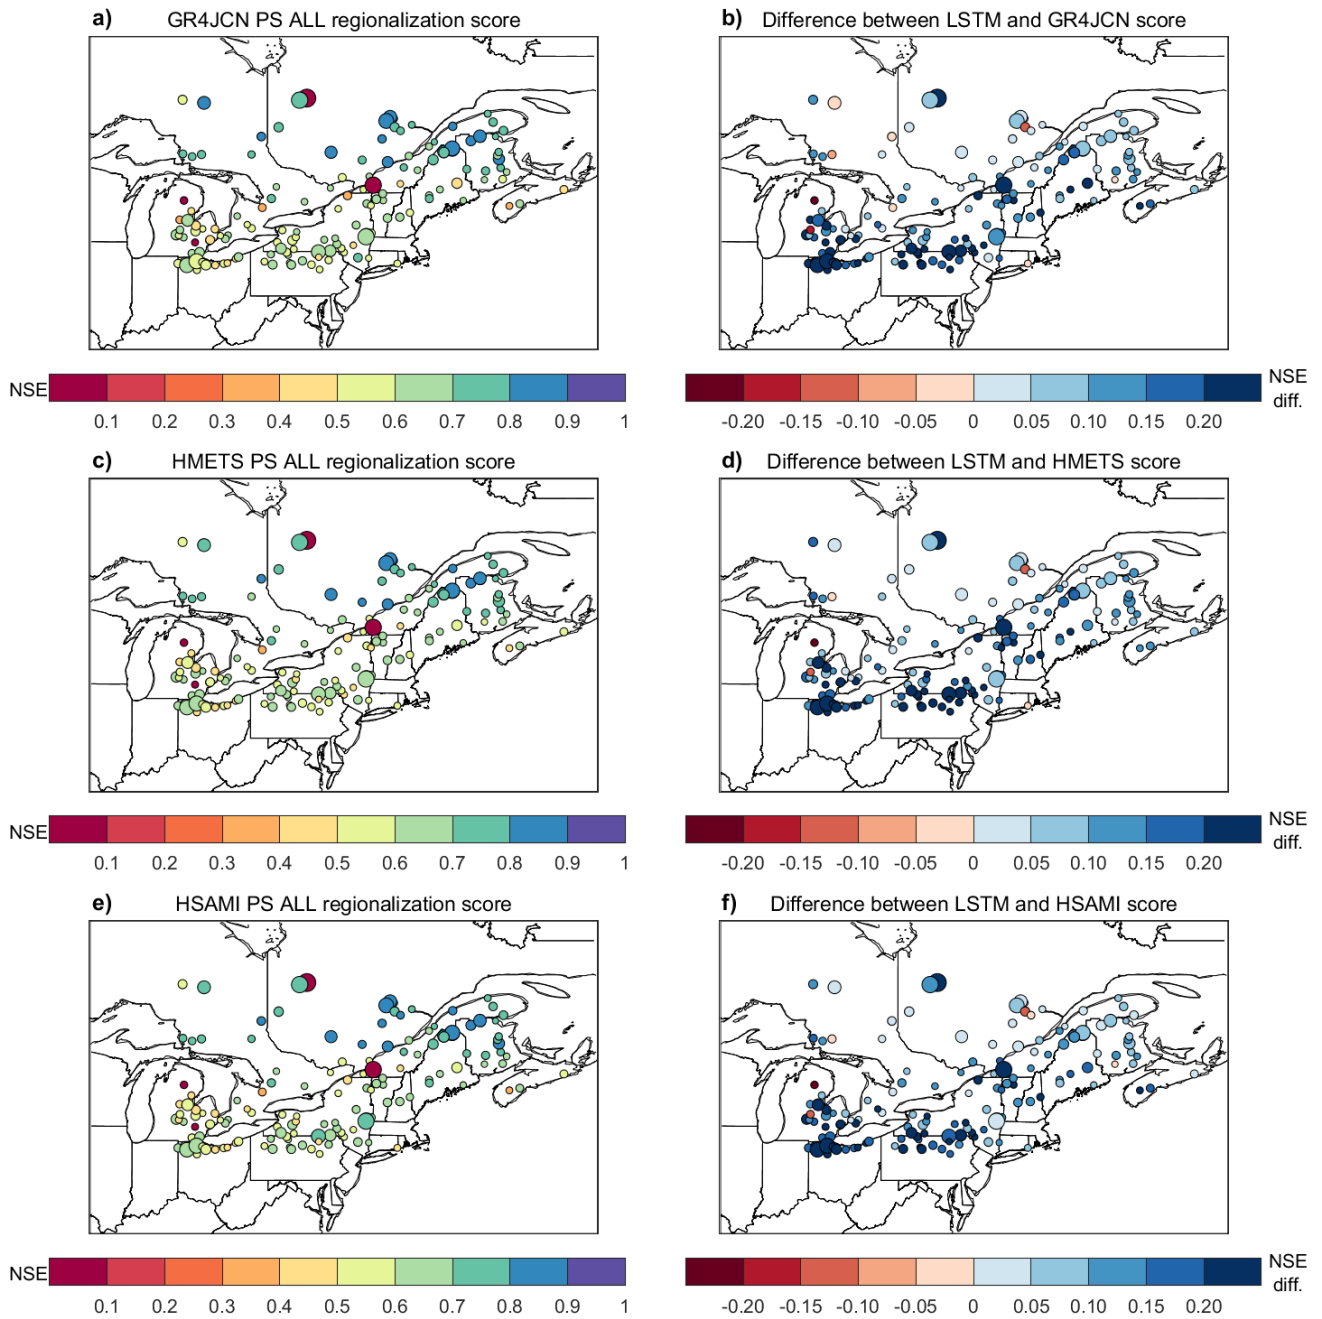 a) GR4JCN PS ALL regionalization score
b) Difference between LSTM and GR4JCN score
NSE
0.1 0.2 0.3 0.4 0.5 0.6 0.7 0.8 0.9 1
NSE diff.
-0.20 -0.15 -0.10 -0.05 0 0.05 0.10 0.15 0.20
c) HMETS PS ALL regionalization score
d) Difference between LSTM and HMETS score
NSE
0.1 0.2 0.3 0.4 0.5 0.6 0.7 0.8 0.9 1
NSE diff.
-0.20 -0.15 -0.10 -0.05 0 0.05 0.10 0.15 0.20
e) HSAMI PS ALL regionalization score
f) Difference between LSTM and HSAMI score
NSE
0.1 0.2 0.3 0.4 0.5 0.6 0.7 0.8 0.9 1
NSE diff.
-0.20 -0.15 -0.10 -0.05 0 0.05 0.10 0.15 0.20